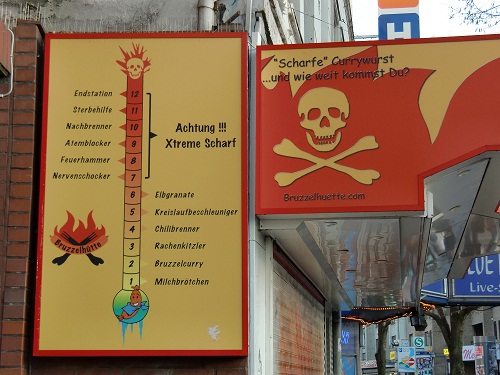 Endstation 12
Sterbehilfe 11
Nachbrenner 10
Atemblocker 9
Feuerhammer 8
Nervenschocker 7
Achtung !!!
Xtreme Scharf
6 Elbgranate
5 Kreislaufbeschleuniger
4 Chilibrenner
3 Rachenkitzler
2 Bruzzelcurry
1 Milchbrötchen
Bruzzelhütte
"Scharfe" Currywurst
...und wie weit kommst Du?
Bruzzelhuette.com
H
Live-
S